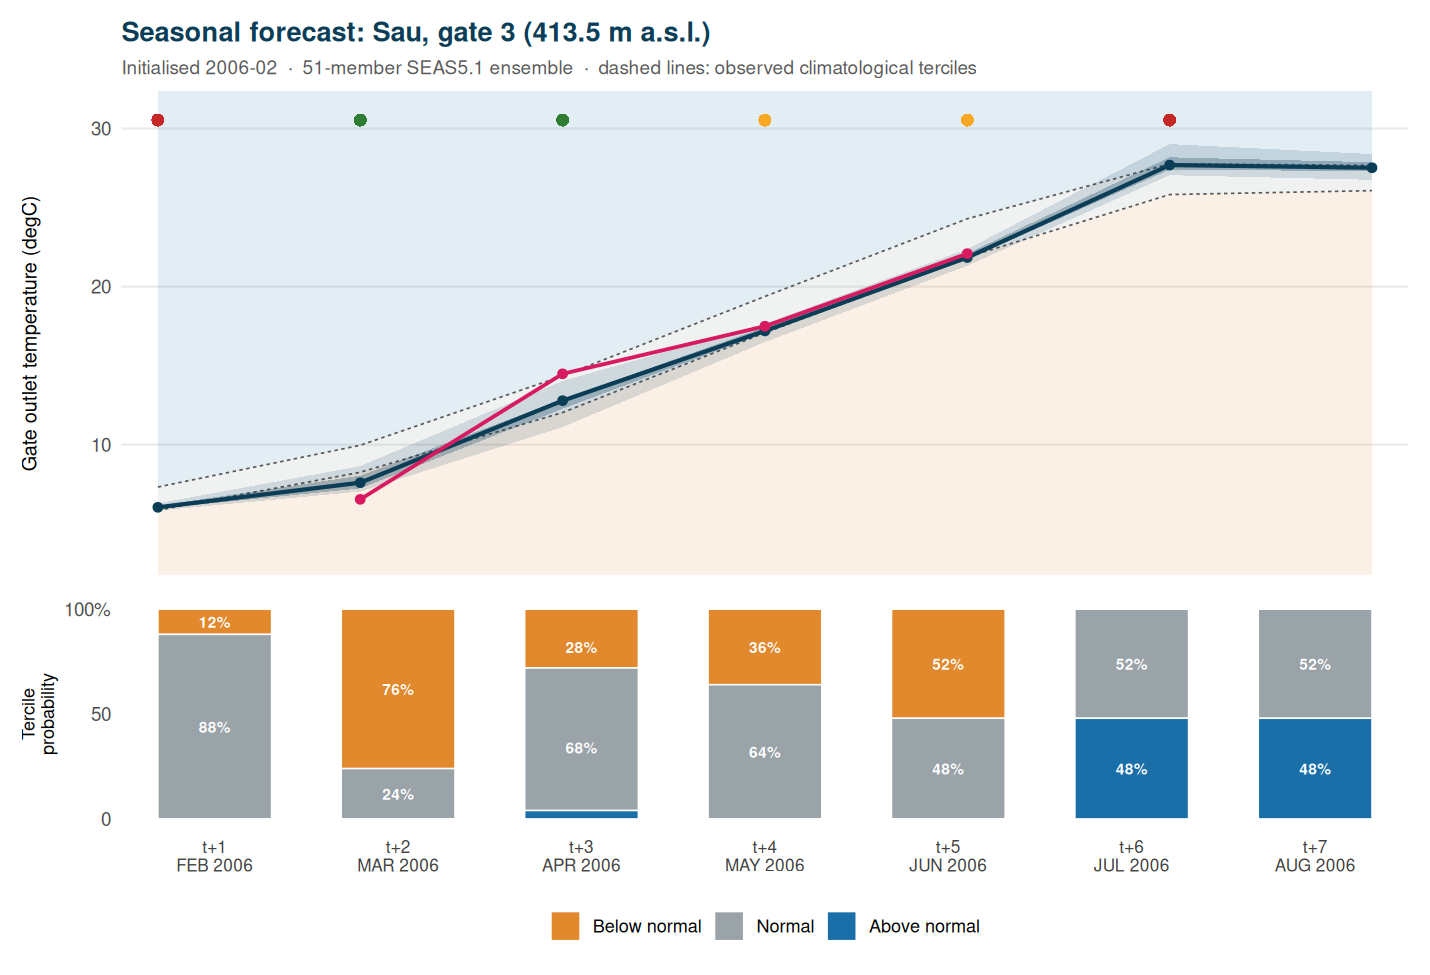 Seasonal forecast: Sau, gate 3 (413.5 m a.s.l.)
Initialised 2006-02 · 51-member SEAS5.1 ensemble · dashed lines: observed climatological terciles
Gate outlet temperature (degC)
30
20
10
Tercile
probability
100%
50
0
12%
88%
76%
24%
28%
68%
36%
64%
52%
48%
52%
48%
52%
48%
t+1
FEB 2006
t+2
MAR 2006
t+3
APR 2006
t+4
MAY 2006
t+5
JUN 2006
t+6
JUL 2006
t+7
AUG 2006
Below normal
Normal
Above normal